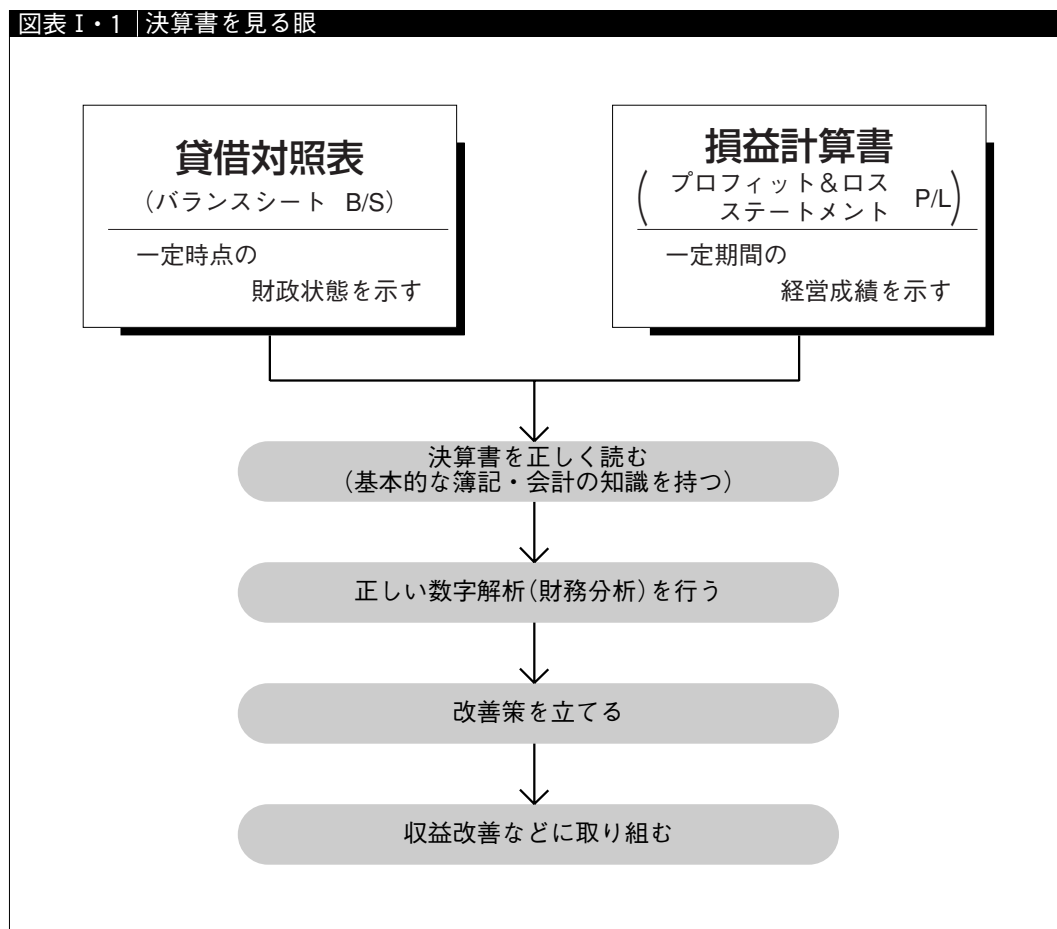 図表Ⅰ・1 決算書を見る眼
貸借対照表
（バランスシート B/S）
一定時点の
財政状態を示す
損益計算書
（プロフィット＆ロス
ステートメント P/L）
一定期間の
経営成績を示す
決算書を正しく読む
（基本的な簿記・会計の知識を持つ）
正しい数字解析（財務分析）を行う
改善策を立てる
収益改善などに取り組む